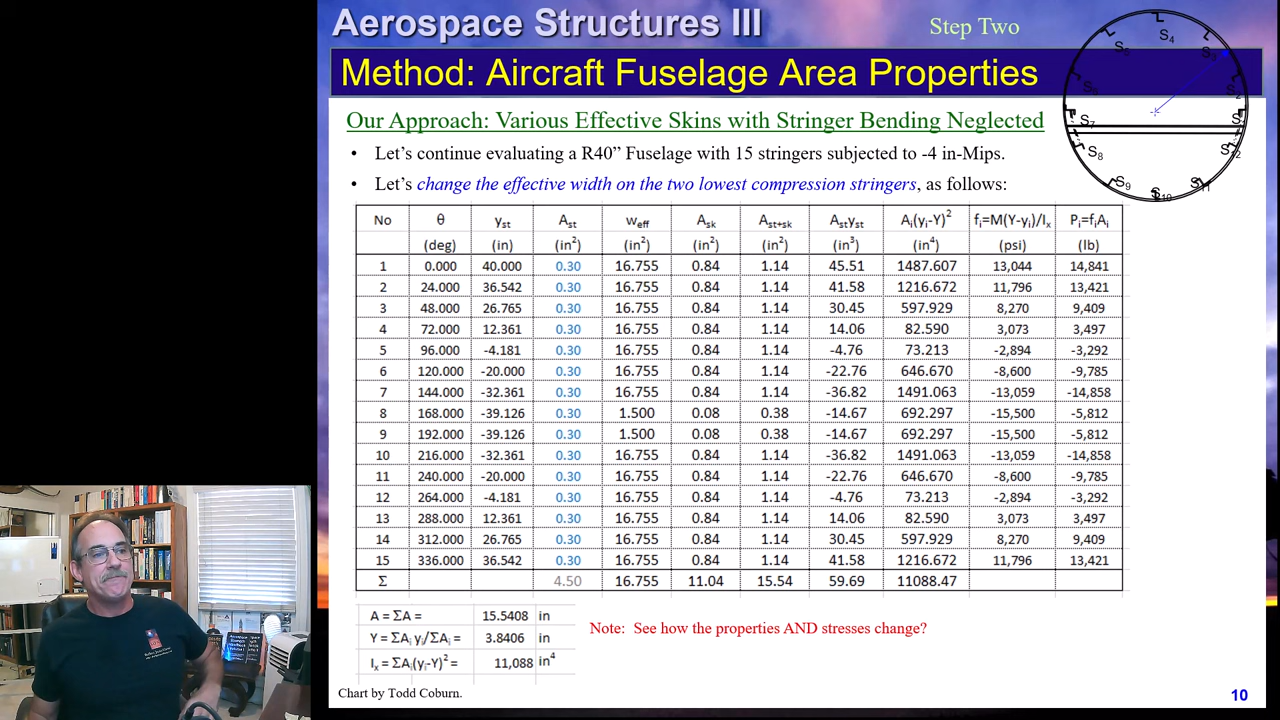 Aerospace Structures III
Step Two
Method: Aircraft Fuselage Area Properties
Our Approach: Various Effective Skins with Stringer Bending Neglected
• Let’s continue evaluating a R40” Fuselage with 15 stringers subjected to -4 in-Mips.
• Let’s change the effective width on the two lowest compression stringers, as follows:
No θ yst Ast weff Ask Ast+sk Astyst Ai(yi-Y)² fi=M(Y-yi)/Ix Pi=fiAi
(deg) (in) (in²) (in²) (in²) (in²) (in³) (in⁴) (psi) (lb)
1 0.000 40.000 0.30 16.755 0.84 1.14 45.51 1487.607 13,044 14,841
2 24.000 36.542 0.30 16.755 0.84 1.14 41.58 1216.672 11,796 13,421
3 48.000 26.765 0.30 16.755 0.84 1.14 30.45 597.929 8,270 9,409
4 72.000 12.361 0.30 16.755 0.84 1.14 14.06 82.590 3,073 3,497
5 96.000 -4.181 0.30 16.755 0.84 1.14 -4.76 73.213 -2,894 -3,292
6 120.000 -20.000 0.30 16.755 0.84 1.14 -22.76 646.670 -8,600 -9,785
7 144.000 -32.361 0.30 16.755 0.84 1.14 -36.82 1491.063 -13,059 -14,858
8 168.000 -39.126 0.30 1.500 0.08 0.38 -14.67 692.297 -15,500 -5,812
9 192.000 -39.126 0.30 1.500 0.08 0.38 -14.67 692.297 -15,500 -5,812
10 216.000 -32.361 0.30 16.755 0.84 1.14 -36.82 1491.063 -13,059 -14,858
11 240.000 -20.000 0.30 16.755 0.84 1.14 -22.76 646.670 -8,600 -9,785
12 264.000 -4.181 0.30 16.755 0.84 1.14 -4.76 73.213 -2,894 -3,292
13 288.000 12.361 0.30 16.755 0.84 1.14 14.06 82.590 3,073 3,497
14 312.000 26.765 0.30 16.755 0.84 1.14 30.45 597.929 8,270 9,409
15 336.000 36.542 0.30 16.755 0.84 1.14 41.58 1216.672 11,796 13,421
Σ 4.50 16.755 11.04 15.54 59.69 11088.47
A = ΣA = 15.5408 in
Y = ΣAi yi/ΣAi = 3.8406 in
Ix = ΣAi(yi-Y)² = 11,088 in⁴
Note: See how the properties AND stresses change?
Chart by Todd Coburn.
10
S4
S5
S3
S6
S2
S7
S8
S9
S10
S11
S12